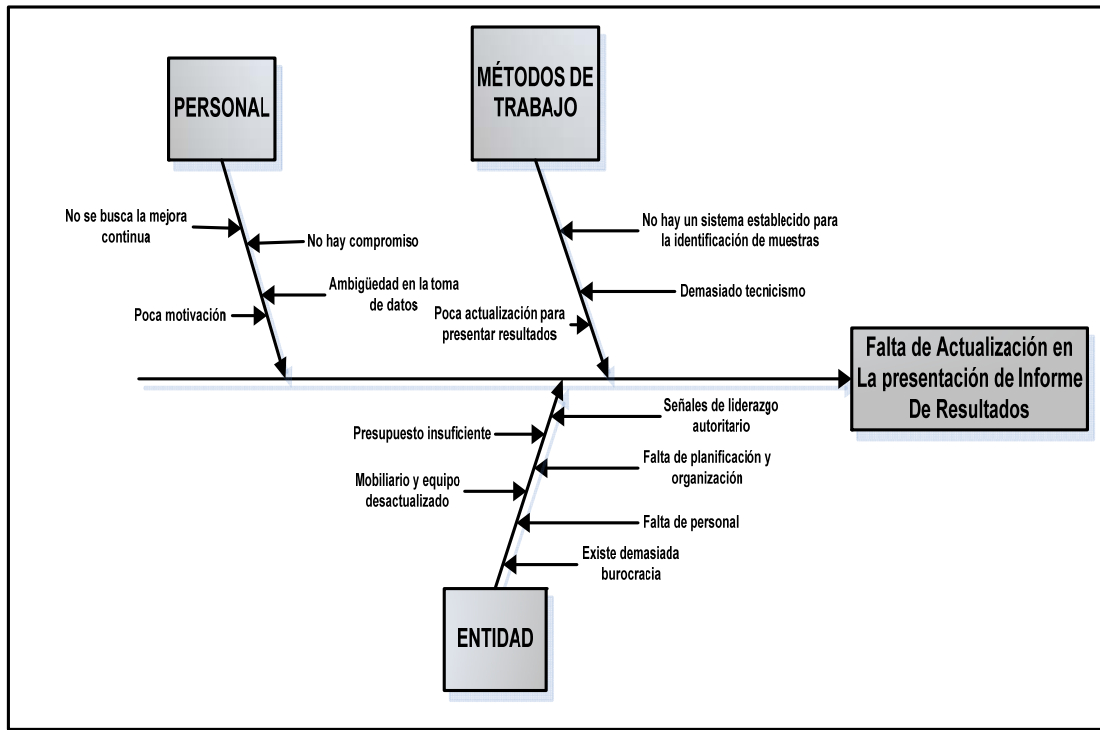 PERSONAL
MÉTODOS DE
TRABAJO
No se busca la mejora
continua
No hay compromiso
Ambigüedad en la toma
de datos
Poca motivación
No hay un sistema establecido para
la identificación de muestras
Demasiado tecnicismo
Poca actualización para
presentar resultados
Falta de Actualización en
La presentación de Informe
De Resultados
Señales de liderazgo
autoritario
Presupuesto insuficiente
Falta de planificación y
organización
Mobiliario y equipo
desactualizado
Falta de personal
Existe demasiada
burocracia
ENTIDAD